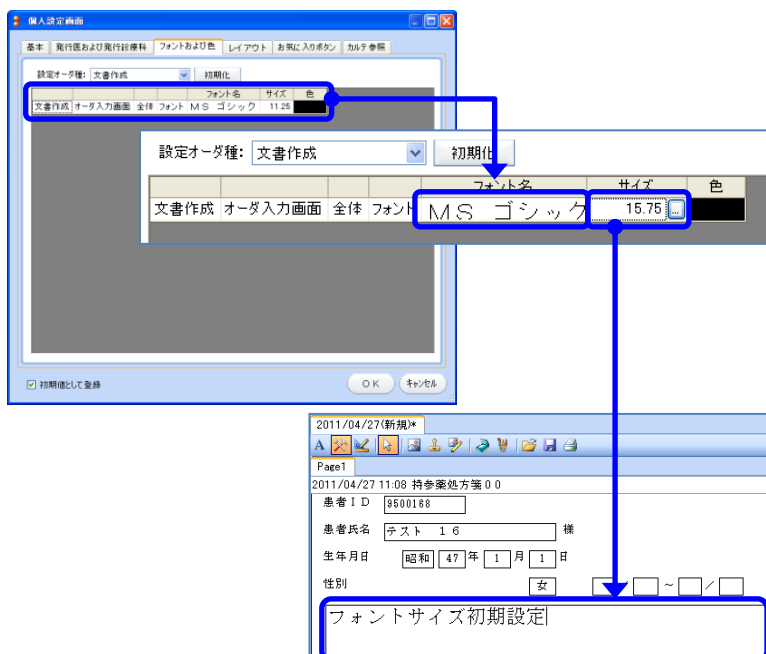 個人設定画面
基本 発行医および発行診療科 フォントおよび色 レイアウト お気に入りボタン カルテ参照
設定オーダ種: 文書作成 初期化
フォント名 サイズ 色
文書作成 オーダ入力画面 全体 フォント ＭＳ ゴシック 11.25
設定オーダ種: 文書作成 初期化
フォント名 サイズ 色
文書作成 オーダ入力画面 全体 フォント ＭＳ ゴシック 15.75 ...
初期値として登録 ＯＫ キャンセル
2011/04/27(新規)*
A
Page1
2011/04/27 11:08 持参薬処方箋００
患者ＩＤ 9500168
患者氏名 テスト １６ 様
生年月日 昭和 47 年 1 月 1 日
性別 女 / ～ /
フォントサイズ初期設定